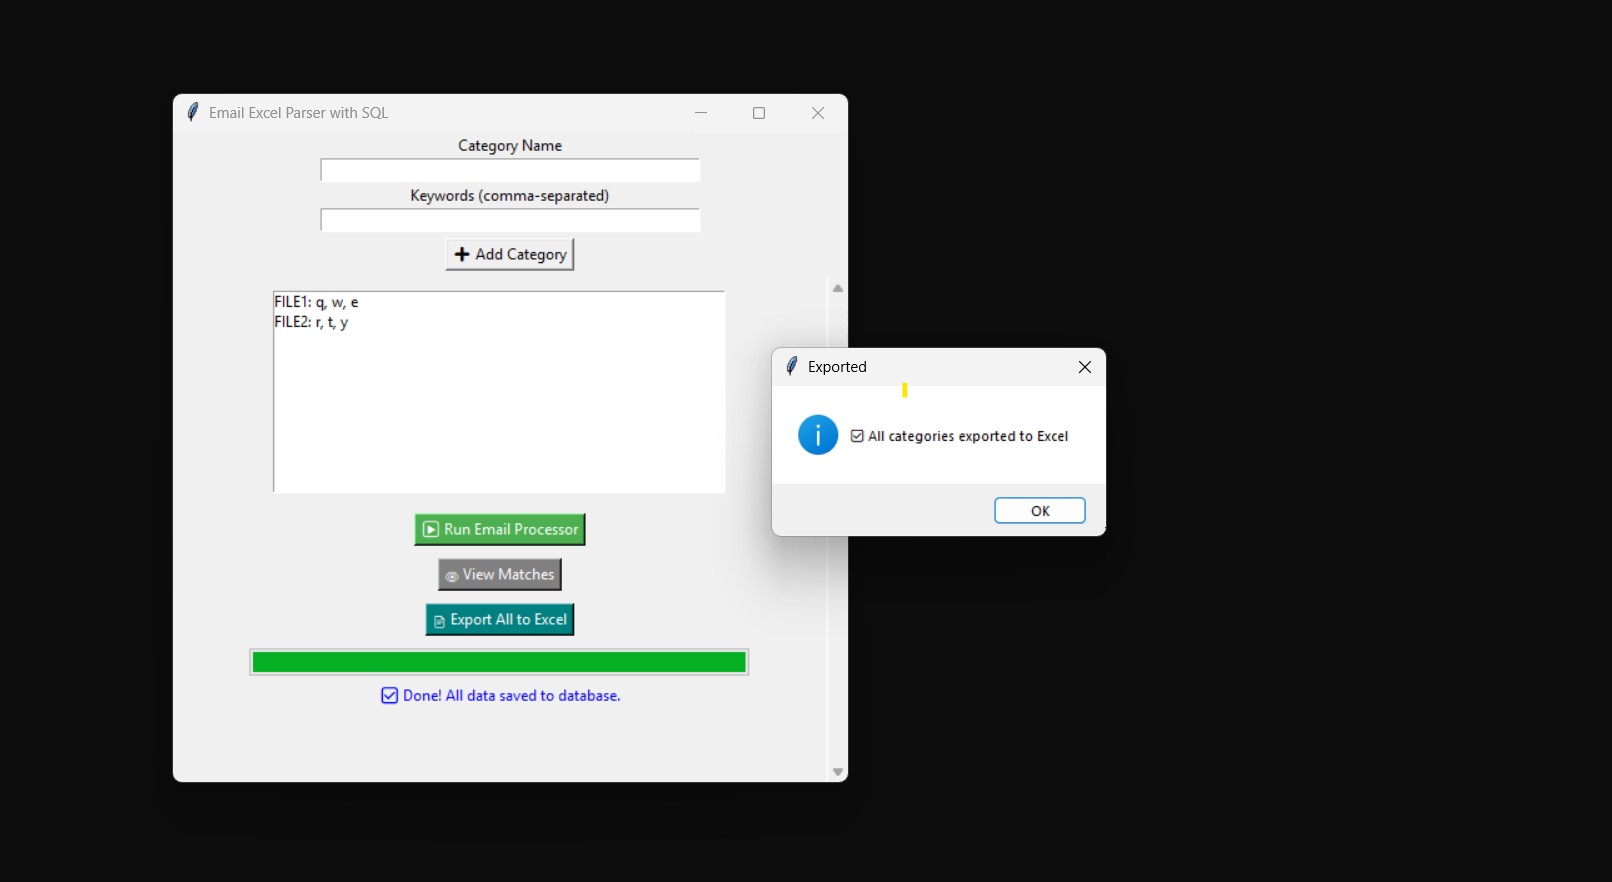 Email Excel Parser with SQL
Category Name
Keywords (comma-separated)
Add Category
FILE1: q, w, e
FILE2: r, t, y
Run Email Processor
View Matches
Export All to Excel
Done! All data saved to database.
Exported
All categories exported to Excel
OK